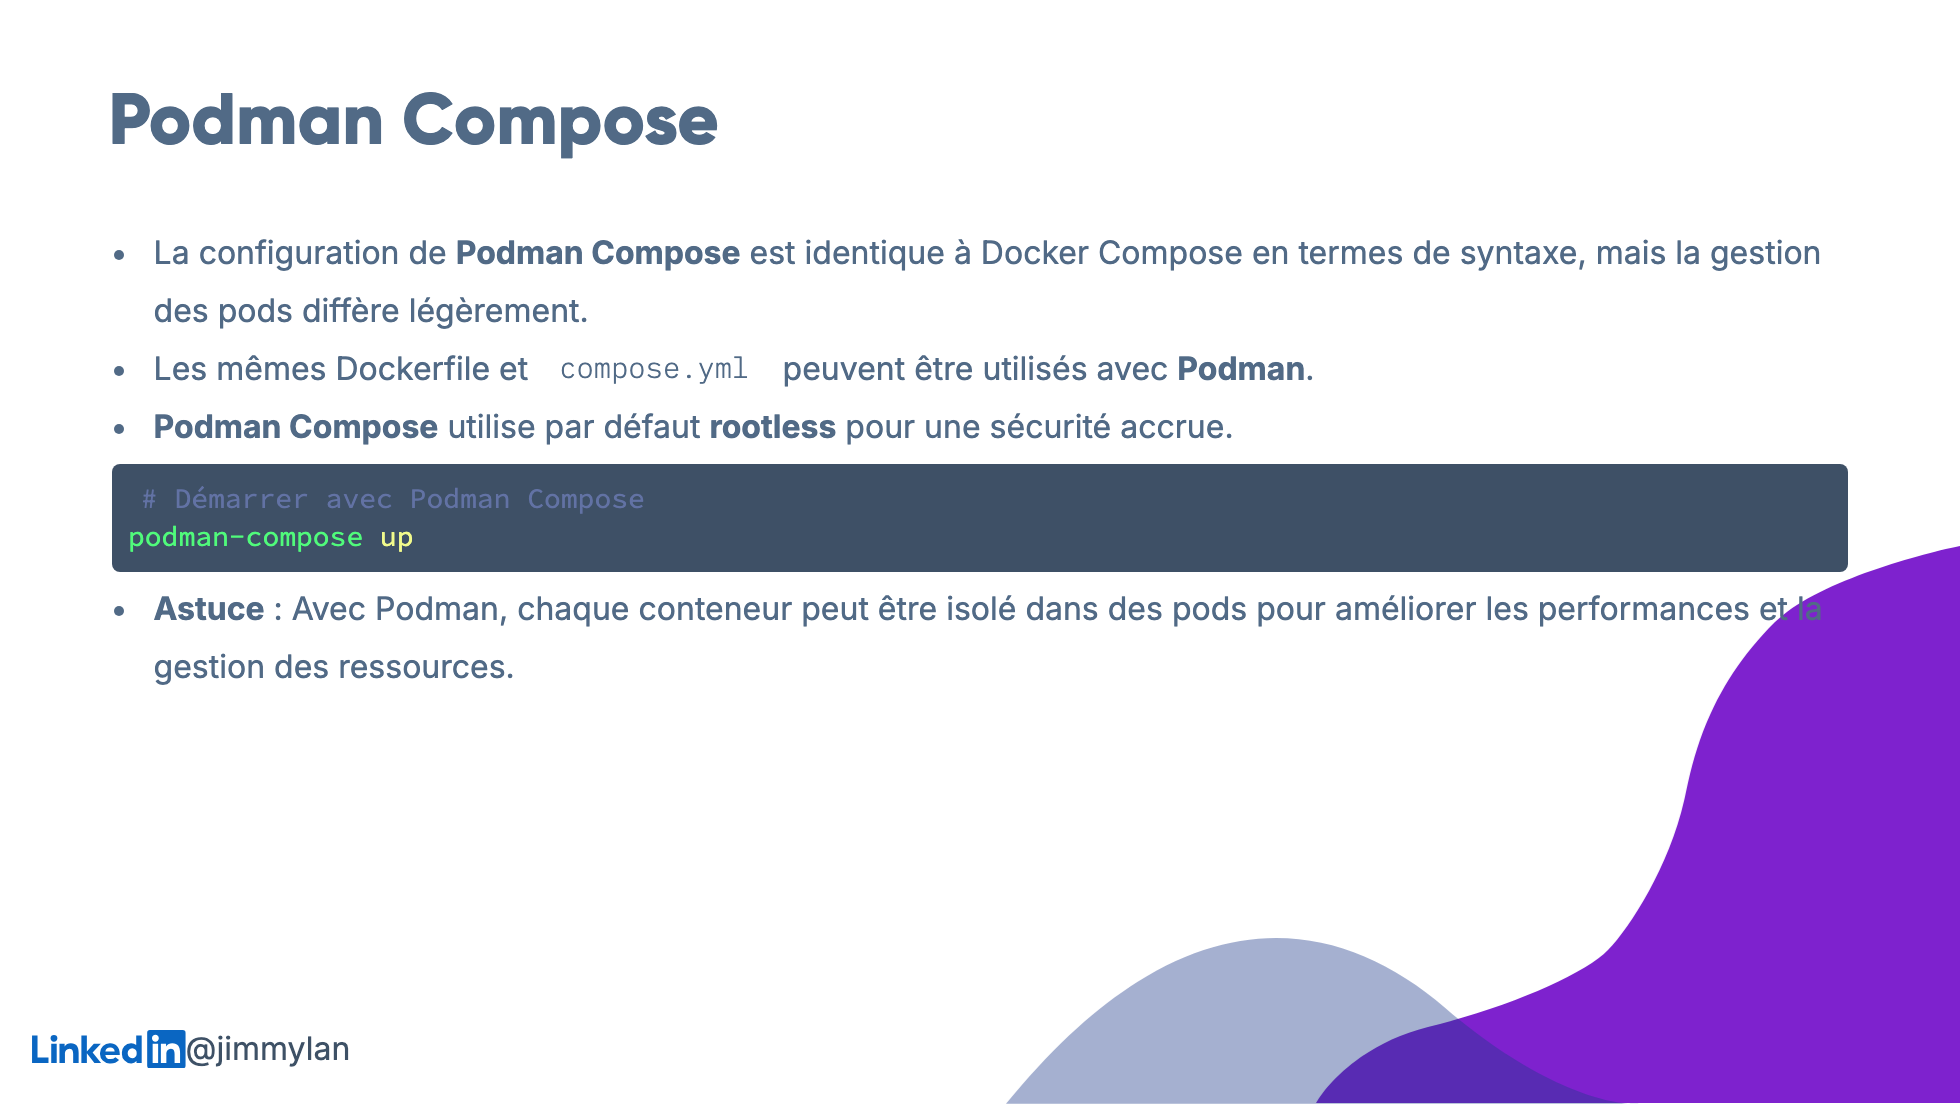 Podman Compose
• La configuration de Podman Compose est identique à Docker Compose en termes de syntaxe, mais la gestion
des pods diffère légèrement.
• Les mêmes Dockerfile et compose.yml peuvent être utilisés avec Podman.
• Podman Compose utilise par défaut rootless pour une sécurité accrue.
# Démarrer avec Podman Compose
podman-compose up
• Astuce : Avec Podman, chaque conteneur peut être isolé dans des pods pour améliorer les performances et la
gestion des ressources.
Linkedin@jimmylan